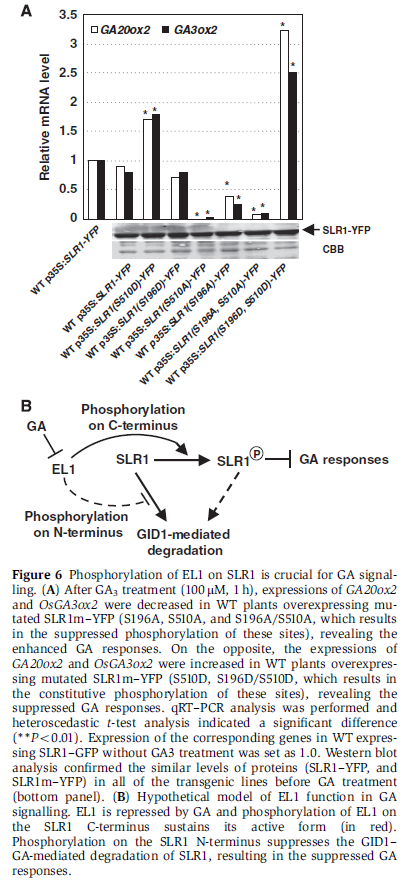 A
3.5
3
2.5
2
1.5
1
0.5
0
Relative mRNA level
GA20ox2 GA3ox2
* * * * * * * * * *
SLR1-YFP
CBB
WT p35S:SLR1-YFP
WT p35S:SLR1-YFP
WT p35S:SLR1(S510D)-YFP
WT p35S:SLR1(S196D)-YFP
WT p35S:SLR1(S510A)-YFP
WT p35S:SLR1(S196A)-YFP
WT p35S:SLR1(S196A, S510A)-YFP
WT p35S:SLR1(S196D, S510D)-YFP
B
Phosphorylation
on C-terminus
GA
EL1
SLR1
SLR1
P
GA responses
Phosphorylation
on N-terminus
GID1-mediated
degradation
Figure 6 Phosphorylation of EL1 on SLR1 is crucial for GA signal-
ling. (A) After GA3 treatment (100 μM, 1 h), expressions of GA20ox2
and OsGA3ox2 were decreased in WT plants overexpressing mu-
tated SLR1m–YFP (S196A, S510A, and S196A/S510A, which results
in the suppressed phosphorylation of these sites), revealing the
enhanced GA responses. On the opposite, the expressions of
GA20ox2 and OsGA3ox2 were increased in WT plants overexpres-
sing mutated SLR1m–YFP (S510D, S196D/S510D, which results in
the constitutive phosphorylation of these sites), revealing the
suppressed GA responses. qRT–PCR analysis was performed and
heteroscedastic t-test analysis indicated a significant difference
(**P<0.01). Expression of the corresponding genes in WT expres-
sing SLR1–GFP without GA3 treatment was set as 1.0. Western blot
analysis confirmed the similar levels of proteins (SLR1–YFP, and
SLR1m–YFP) in all of the transgenic lines before GA treatment
(bottom panel). (B) Hypothetical model of EL1 function in GA
signalling. EL1 is repressed by GA and phosphorylation of EL1 on
the SLR1 C-terminus sustains its active form (in red).
Phosphorylation on the SLR1 N-terminus suppresses the GID1–
GA-mediated degradation of SLR1, resulting in the suppressed GA
responses.